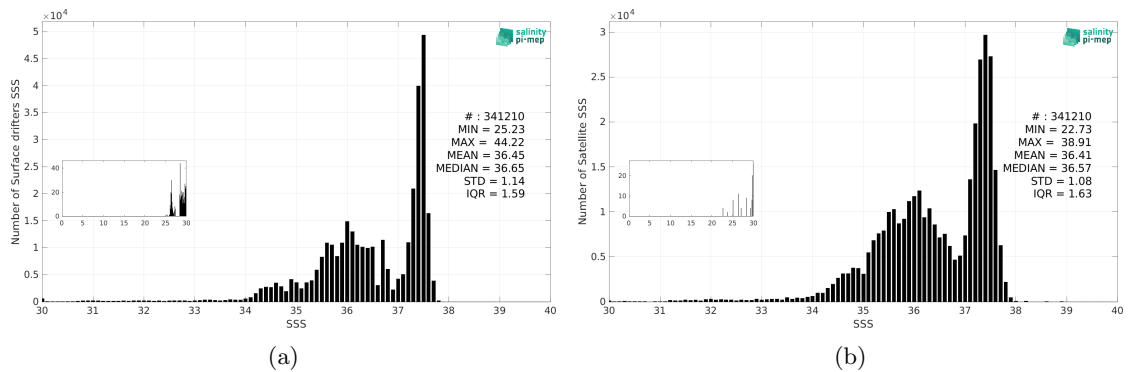 ×10⁴
5
4.5
4
3.5
3
2.5
2
1.5
1
0.5
0
Number of Surface drifters SSS
salinity
pi-mep
# : 341210
MIN = 25.23
MAX = 44.22
MEAN = 36.45
MEDIAN = 36.65
STD = 1.14
IQR = 1.59
40
20
0
0 5 10 15 20 25 30
30 31 32 33 34 35 36 37 38 39 40
SSS
(a)
×10⁴
3
2.5
2
1.5
1
0.5
0
Number of Satellite SSS
salinity
pi-mep
# : 341210
MIN = 22.73
MAX = 38.91
MEAN = 36.41
MEDIAN = 36.57
STD = 1.08
IQR = 1.63
20
10
0
0 5 10 15 20 25 30
30 31 32 33 34 35 36 37 38 39 40
SSS
(b)